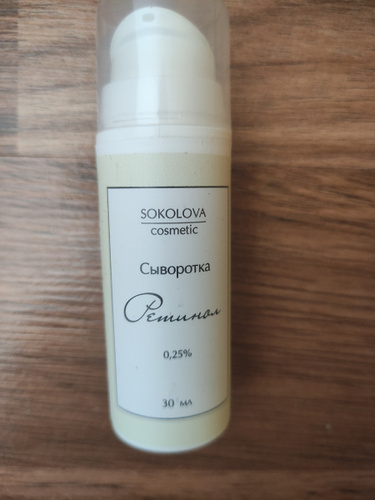 SOKOLOVA
cosmetic
Сыворотка
Ретинол
0,25%
30 мл